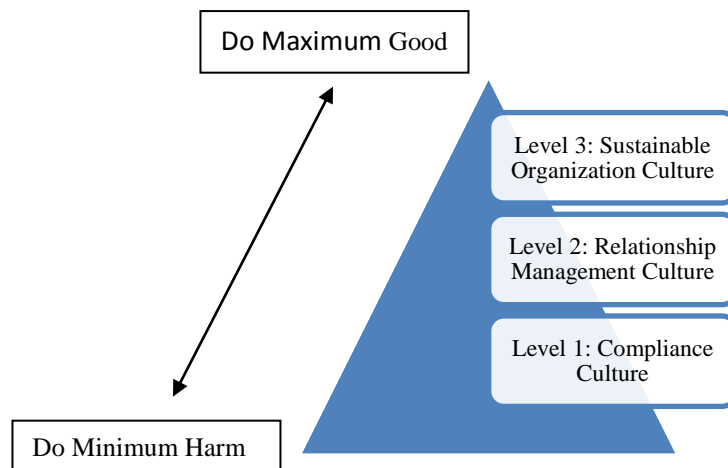 Do Maximum Good
Level 3: Sustainable
Organization Culture
Level 2: Relationship
Management Culture
Level 1: Compliance
Culture
Do Minimum Harm